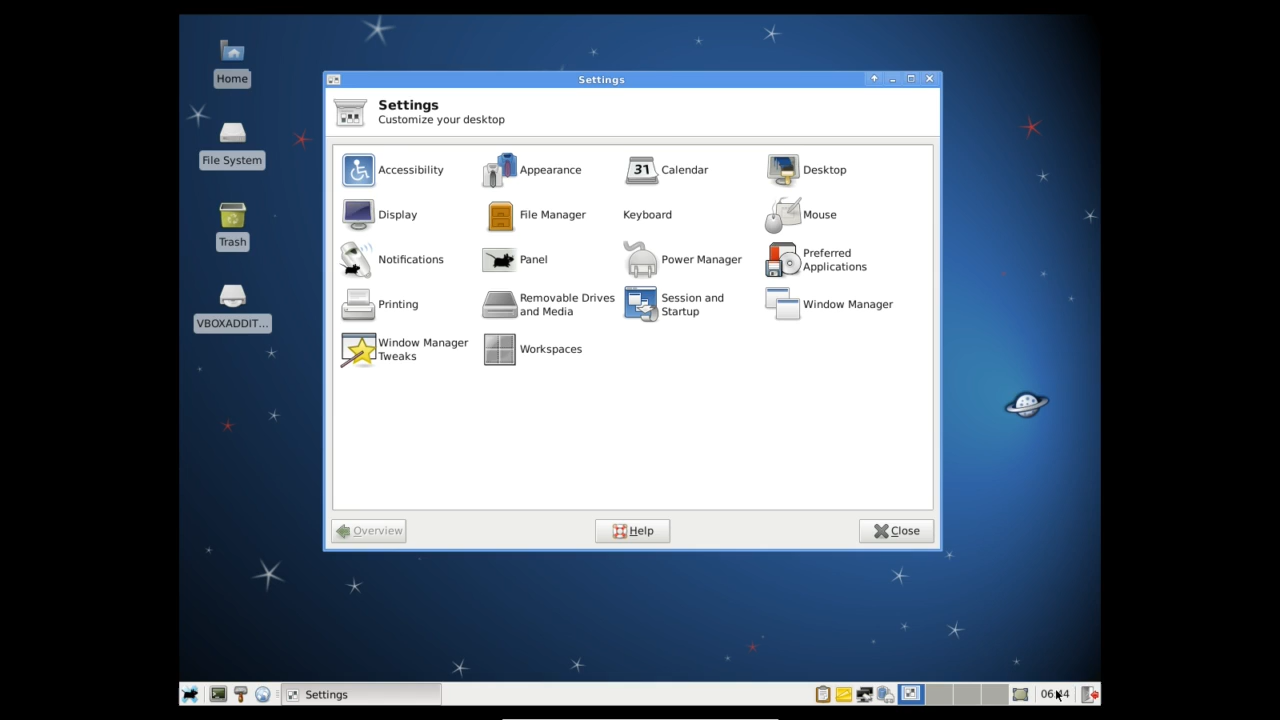 Settings
Home
Settings
Customize your desktop
File System
Accessibility
Appearance
31
Calendar
Desktop
Display
File Manager
Keyboard
Mouse
Trash
Notifications
Panel
Power Manager
Preferred
Applications
Printing
Removable Drives
and Media
Session and
Startup
Window Manager
VBOXADDIT...
Window Manager
Tweaks
Workspaces
Overview
Help
Close
Settings